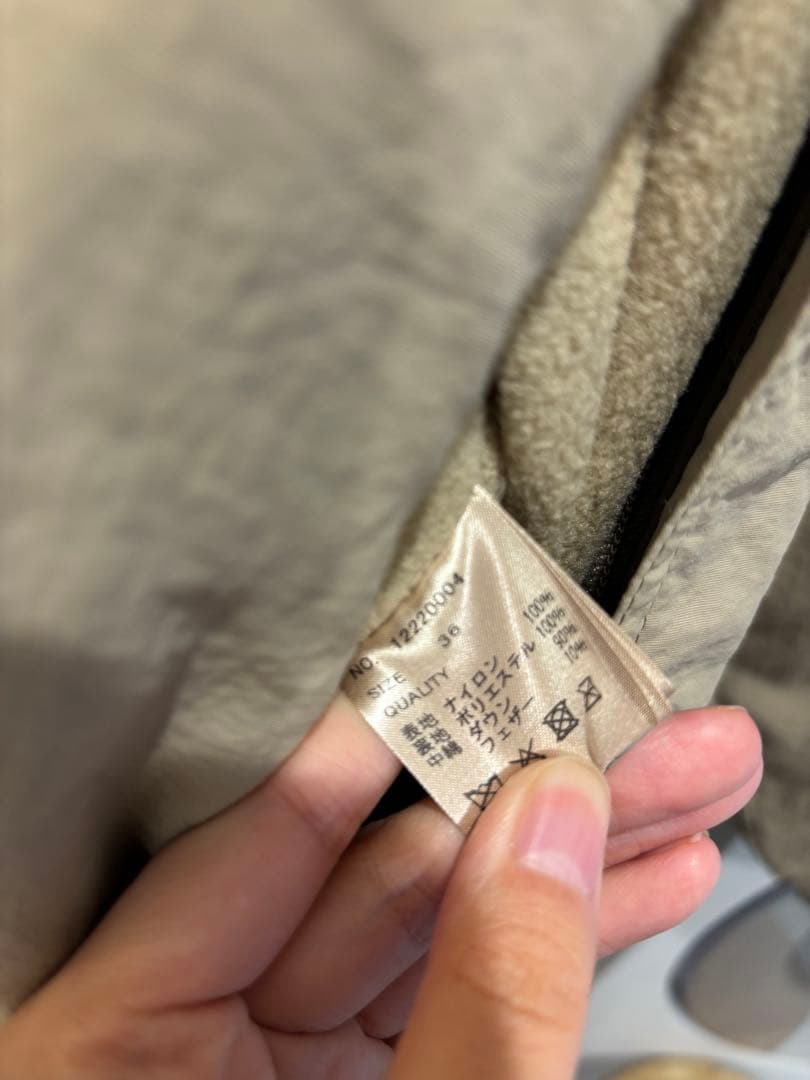 NO. 12220004
SIZE 36
QUALITY
表地 ナイロン 100%
裏地 ポリエステル 100%
中綿 ダウン 90%
フェザー 10%